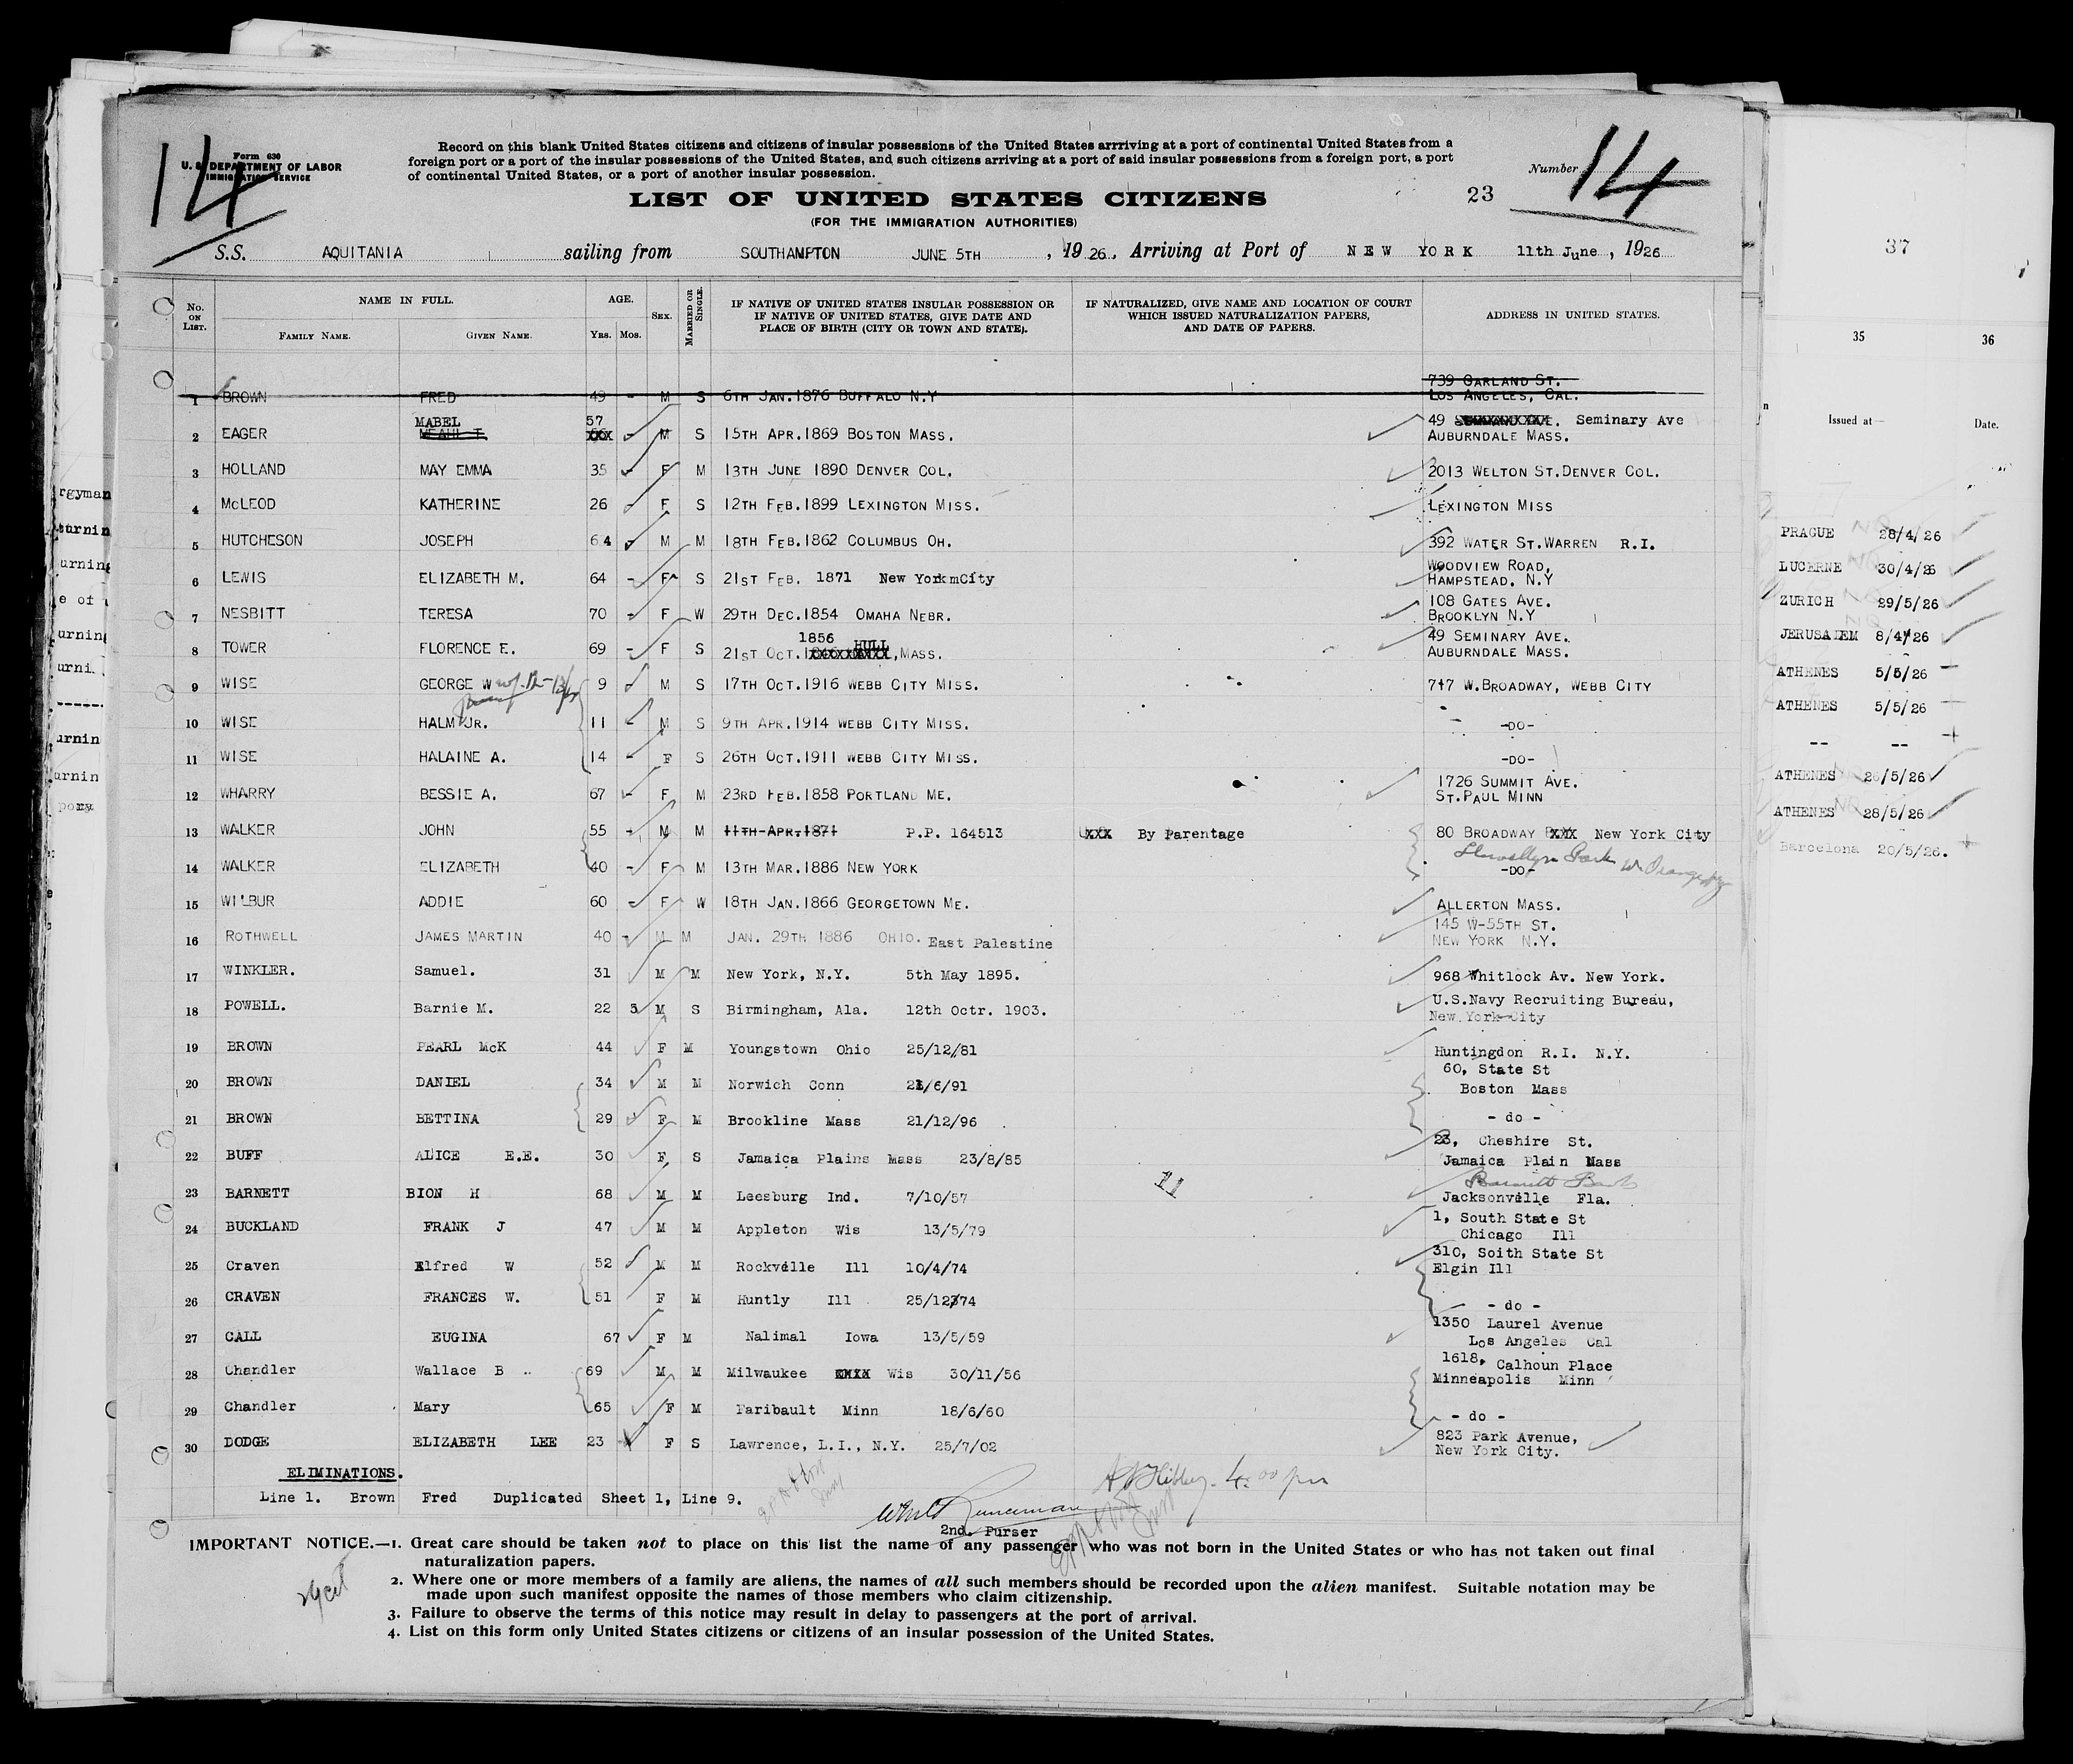 14
Form 630
U. S. DEPARTMENT OF LABOR
IMMIGRATION SERVICE
Record on this blank United States citizens and citizens of insular possessions of the United States arrriving at a port of continental United States from a
foreign port or a port of the insular possessions of the United States, and such citizens arriving at a port of said insular possessions from a foreign port, a port
of continental United States, or a port of another insular possession.
Number 14
LIST OF UNITED STATES CITIZENS
23
(FOR THE IMMIGRATION AUTHORITIES)
S.S. AQUITANIA sailing from SOUTHAMPTON JUNE 5TH , 1926, Arriving at Port of NEW YORK 11th June, 1926
37
No. ON LIST. NAME IN FULL. AGE. SEX. MARRIED OR SINGLE. IF NATIVE OF UNITED STATES INSULAR POSSESSION OR IF NATIVE OF UNITED STATES, GIVE DATE AND PLACE OF BIRTH (CITY OR TOWN AND STATE). IF NATURALIZED, GIVE NAME AND LOCATION OF COURT WHICH ISSUED NATURALIZATION PAPERS, AND DATE OF PAPERS. ADDRESS IN UNITED STATES.
FAMILY NAME. GIVEN NAME. YRS. MOS.
35 36
Issued at— Date.
739 GARLAND ST.
1 BROWN FRED 49 - M S 6TH JAN.1876 BUFFALO N.Y LOS ANGELES, CAL.
MABEL 57 49 Seminary Ave
2 EAGER M S 15TH APR.1869 BOSTON MASS. AUBURNDALE MASS.
3 HOLLAND MAY EMMA 35 - F M 13TH JUNE 1890 DENVER COL. 2013 WELTON ST.DENVER COL.
4 McLEOD KATHERINE 26 - F S 12TH FEB.1899 LEXINGTON MISS. LEXINGTON MISS
5 HUTCHESON JOSEPH 64 - M M 18TH FEB.1862 COLUMBUS OH. 392 WATER ST.WARREN R.I.
WOODVIEW ROAD,
6 LEWIS ELIZABETH M. 64 - F S 21ST FEB. 1871 New YorkmCity HAMPSTEAD. N.Y
108 GATES AVE.
7 NESBITT TERESA 70 - F W 29TH DEC.1854 OMAHA NEBR. BROOKLYN N.Y
1856 HULL 49 SEMINARY AVE.
8 TOWER FLORENCE E. 69 - F S 21ST OCT. ,MASS. AUBURNDALE MASS.
9 WISE GEORGE W 9 - M S 17TH OCT.1916 WEBB CITY MISS. 717 W.BROADWAY, WEBB CITY
10 WISE HALM JR. 11 - M S 9TH APR.1914 WEBB CITY MISS. -DO-
11 WISE HALAINE A. 14 - F S 26TH OCT.1911 WEBB CITY MISS. -DO-
1726 SUMMIT AVE.
12 WHARRY BESSIE A. 67 - F M 23RD FEB.1858 PORTLAND ME. ST.PAUL MINN
13 WALKER JOHN 55 - M M 11TH APR.1871 P.P. 164513 XXX By Parentage 80 BROADWAY XXX New York City
Llewellyn Park W. Orange NJ
14 WALKER ELIZABETH 40 - F M 13TH MAR.1886 NEW YORK -DO-
15 WILBUR ADDIE 60 - F W 18TH JAN.1866 GEORGETOWN ME. ALLERTON MASS.
145 W-55TH ST.
16 ROTHWELL JAMES MARTIN 40 - M M JAN. 29TH 1886 OHIO. East Palestine NEW YORK N.Y.
17 WINKLER. Samuel. 31 M M New York, N.Y. 5th May 1895. 968 Whitlock Av. New York.
U.S.Navy Recruiting Bureau,
18 POWELL. Barnie M. 22 3 M S Birmingham, Ala. 12th Octr. 1903. New York City
19 BROWN PEARL McK 44 F M Youngstown Ohio 25/12/81 Huntingdon R.I. N.Y.
60, State St
20 BROWN DANIEL 34 M M Norwich Conn /6/91 Boston Mass
21 BROWN BETTINA 29 F M Brookline Mass 21/12/96 - do -
23, Cheshire St.
22 BUFF ALICE E.E. 30 F S Jamaica Plains Mass 23/8/85 Jamaica Plain Mass
Barnett Bank
23 BARNETT BION H 68 M M Leesburg Ind. 7/10/57 Jacksonville Fla.
1, South State St
24 BUCKLAND FRANK J 47 M M Appleton Wis 13/5/79 Chicago Ill
310, Soith State St
25 Craven Elfred W 52 M M Rockville Ill 10/4/74 Elgin Ill
26 CRAVEN FRANCES W. 51 F M Huntly Ill 25/12/74 - do -
1350 Laurel Avenue
27 CALL EUGINA 67 F M Nalimal Iowa 13/5/59 Los Angeles Cal
1618, Calhoun Place
28 Chandler Wallace B 69 M M Milwaukee XXXX Wis 30/11/56 Minneapolis Minn
29 Chandler Mary 65 F M Faribault Minn 18/6/60 - do -
823 Park Avenue,
30 DODGE ELIZABETH LEE 23 F S Lawrence, L.I., N.Y. 25/7/02 New York City.
ELIMINATIONS.
Line 1. Brown Fred Duplicated Sheet 1, Line 9.
4:00 pm
2nd. Purser
IMPORTANT NOTICE.—1. Great care should be taken not to place on this list the name of any passenger who was not born in the United States or who has not taken out final
naturalization papers.
2. Where one or more members of a family are aliens, the names of all such members should be recorded upon the alien manifest. Suitable notation may be
made upon such manifest opposite the names of those members who claim citizenship.
3. Failure to observe the terms of this notice may result in delay to passengers at the port of arrival.
4. List on this form only United States citizens or citizens of an insular possession of the United States.
PRAGUE 28/4/26
LUCERNE 30/4/26
ZURICH 29/5/26
JERUSALEM 8/4/26
ATHENES 5/5/26
ATHENES 5/5/26
-- --
ATHENES 26/5/26
ATHENES 28/5/26
Barcelona 20/5/26.